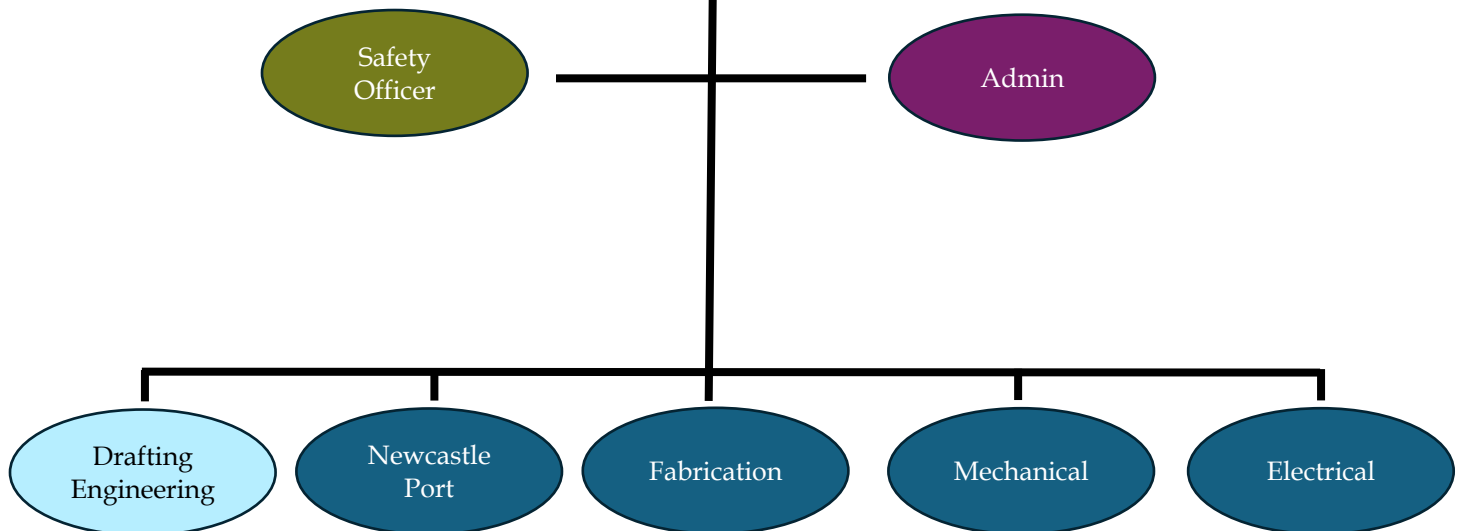 Safety
Officer
Admin
Drafting
Engineering
Newcastle
Port
Fabrication
Mechanical
Electrical